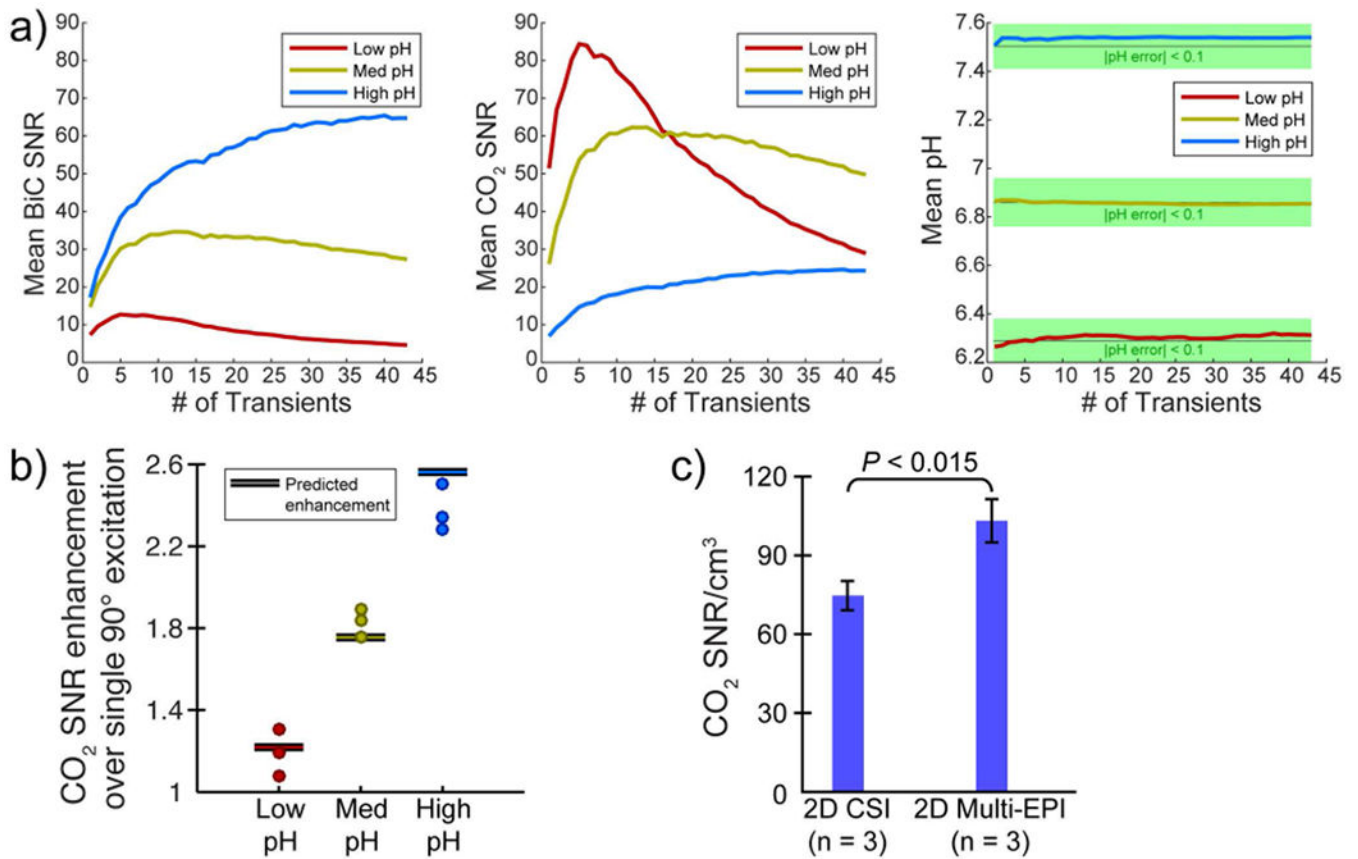 a)
90
80
70
60
50
40
30
20
10
0
Mean BiC SNR
Low pH
Med pH
High pH
0 5 10 15 20 25 30 35 40 45
# of Transients
90
80
70
60
50
40
30
20
10
0
Mean CO₂ SNR
Low pH
Med pH
High pH
0 5 10 15 20 25 30 35 40 45
# of Transients
7.6
7.4
7.2
7
6.8
6.6
6.4
6.2
Mean pH
|pH error| < 0.1
Low pH
Med pH
High pH
|pH error| < 0.1
|pH error| < 0.1
0 5 10 15 20 25 30 35 40 45
# of Transients
b)
CO₂ SNR enhancement
over single 90° excitation
2.6
2.2
1.8
1.4
1
Predicted
enhancement
Low
pH
Med
pH
High
pH
c)
CO₂ SNR/cm³
120
90
60
30
0
P < 0.015
2D CSI
(n = 3)
2D Multi-EPI
(n = 3)